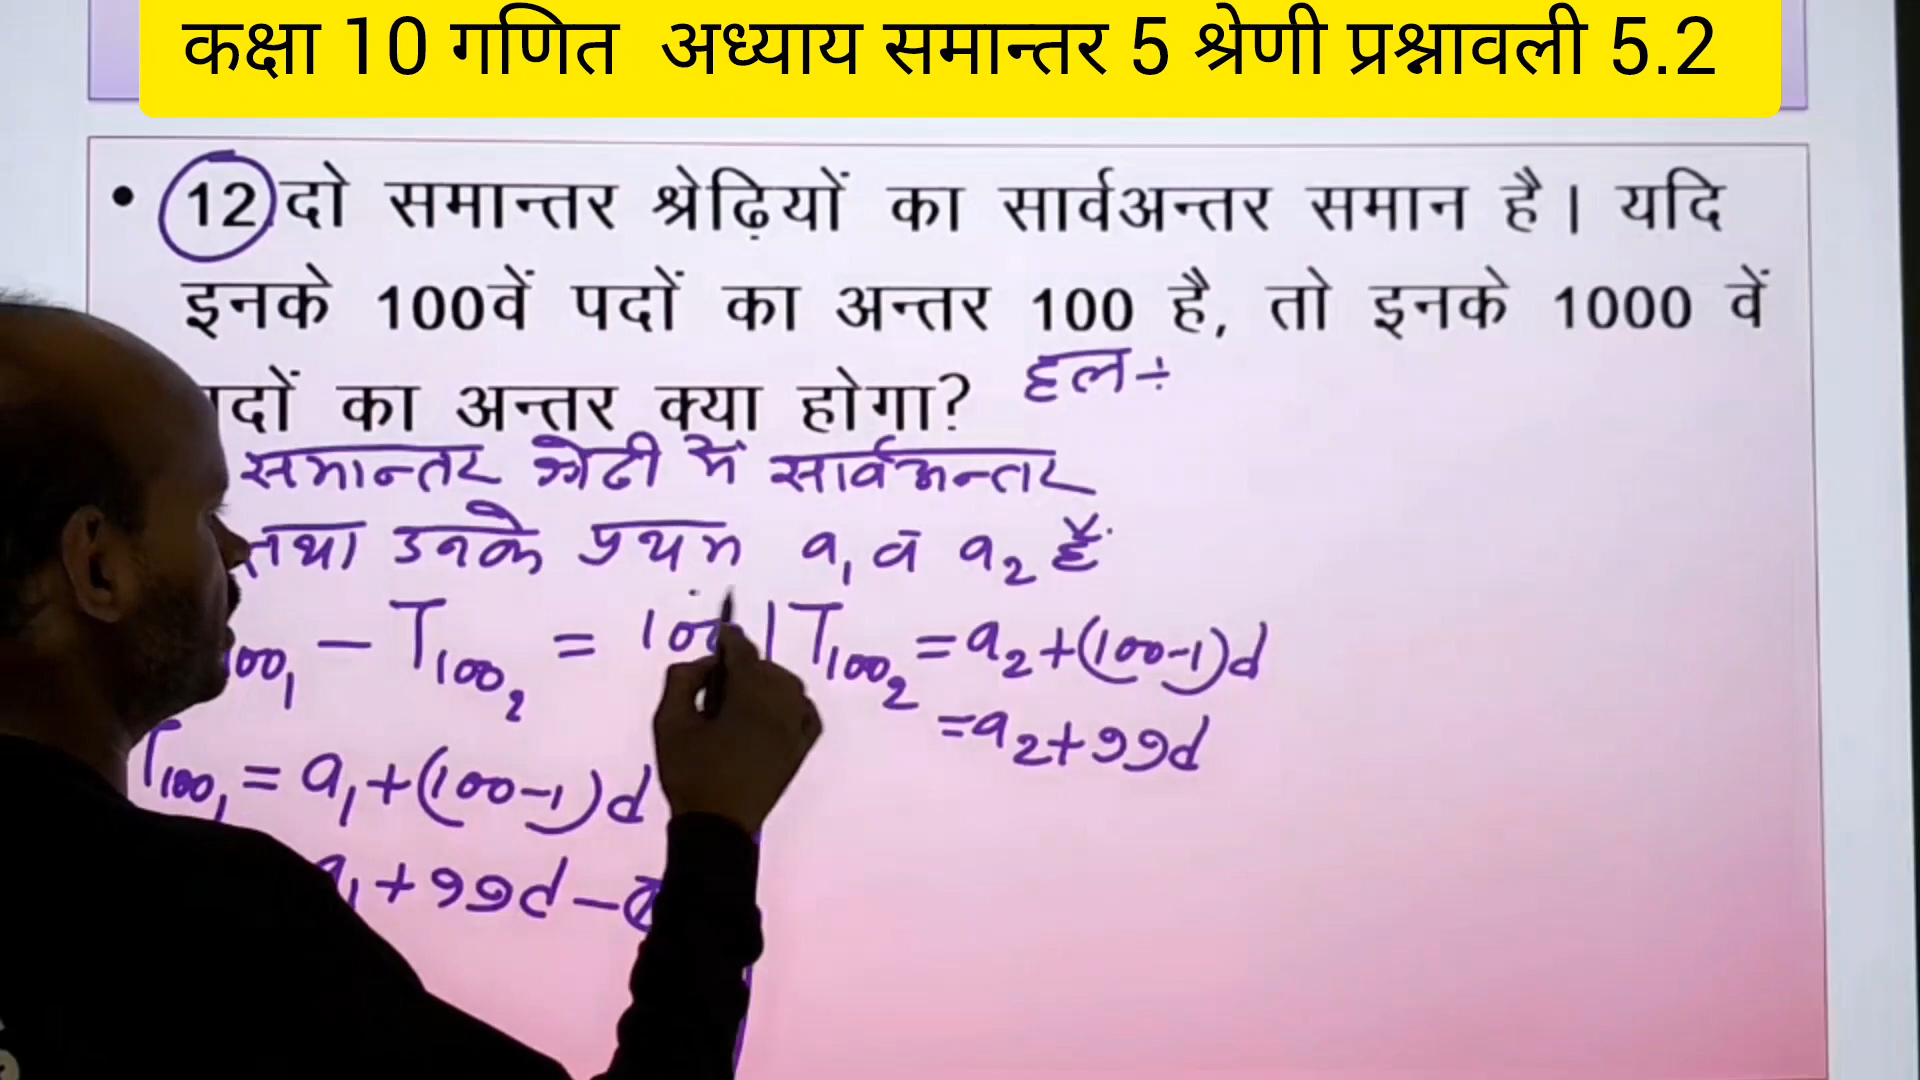 कक्षा 10 गणित अध्याय समान्तर 5 श्रेणी प्रश्नावली 5.2
• 12 दो समान्तर श्रेढ़ियों का सार्वअन्तर समान है। यदि
इनके 100वें पदों का अन्तर 100 है, तो इनके 1000 वें
पदों का अन्तर क्या होगा? हल ÷
समान्तर श्रेढी में सार्वअन्तर
तथा उनके प्रथम a₁ व a₂ हैं
100₁ - T100₂ = 100 | T100₂ = a₂+(100-1)d
= a₂+99d
T100₁ = a₁+(100-1)d
a₁+99d-